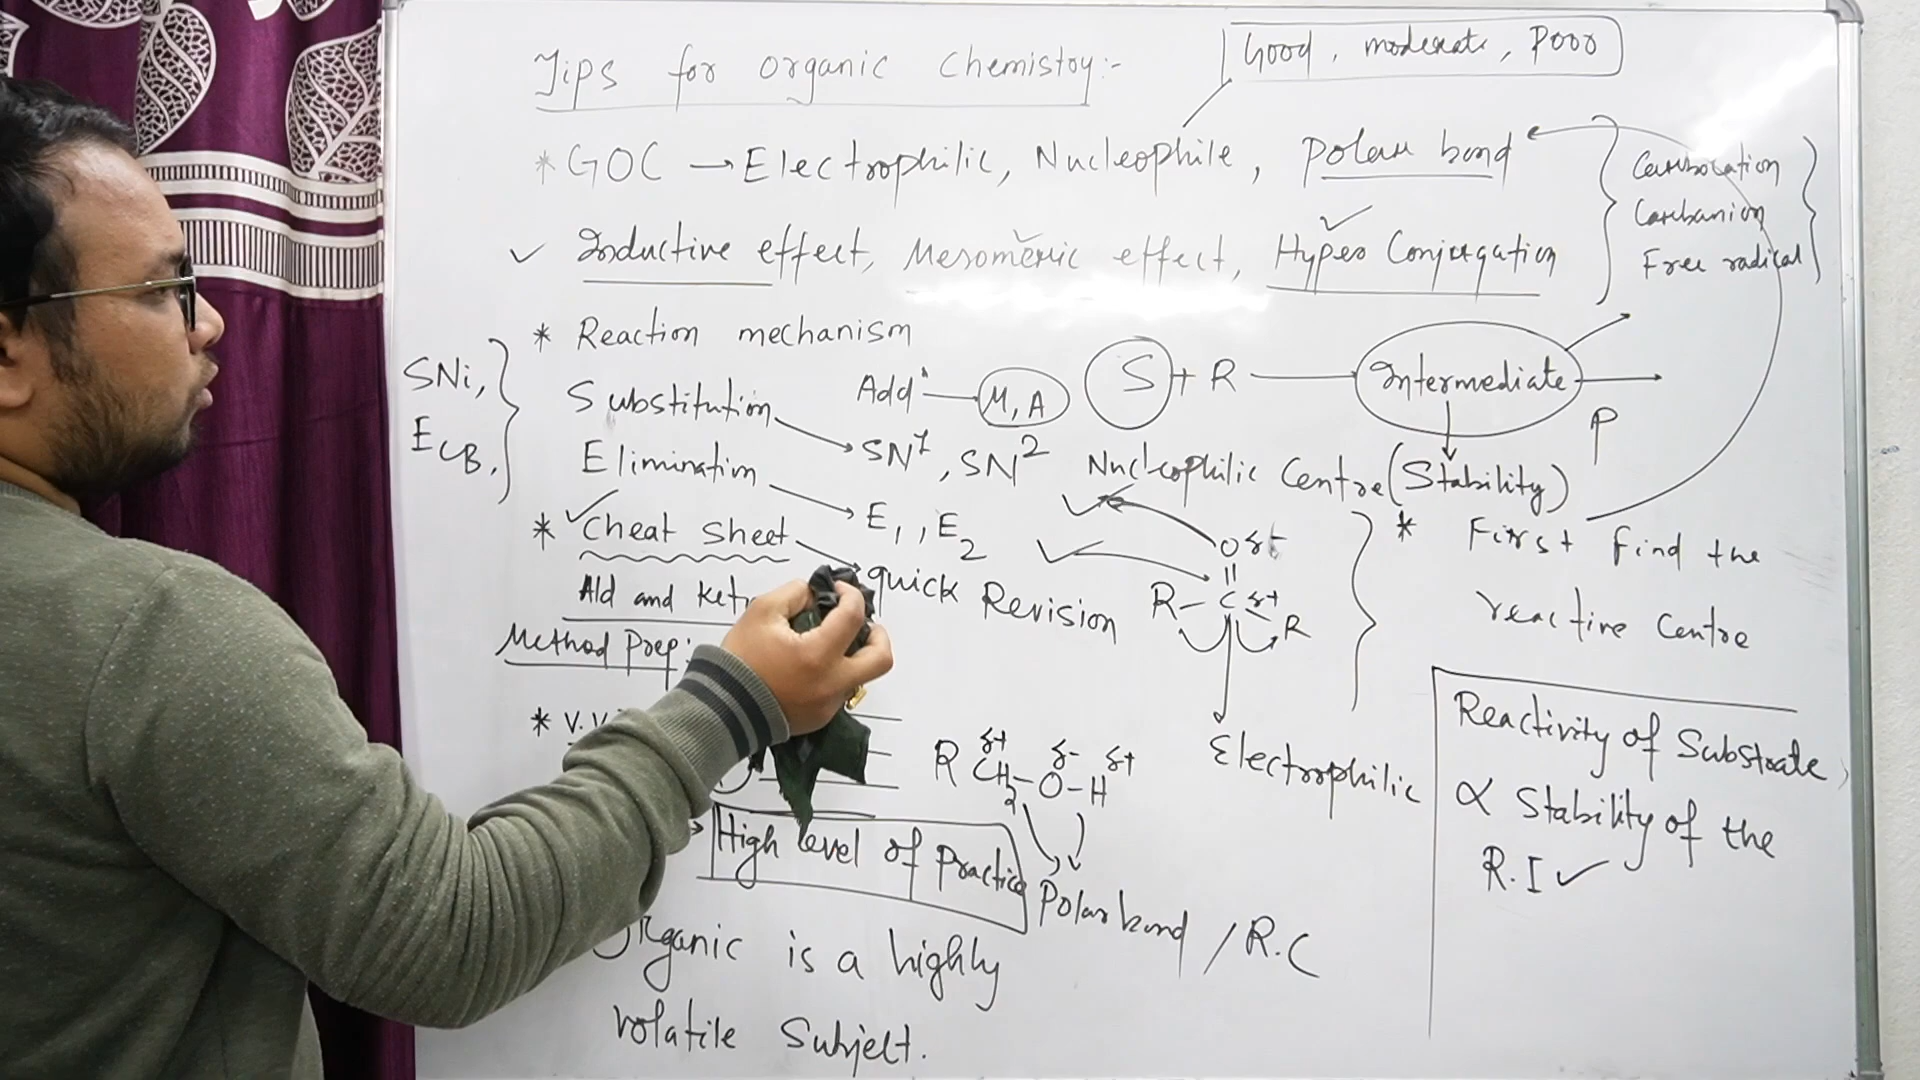 Tips for organic Chemistry:-
Good, moderate, poor
* GOC → Electrophilic, Nucleophile, Polar bond
Carbocation
Carbanion
Free radical
✓ Inductive effect, Mesomeric effect, Hyper Conjugation
* Reaction mechanism
SNi,
ECB,
Substitution
Addn → M, A
S + R → Intermediate →
P
Elimination
SN1, SN2
Nucleophilic Centre (Stability)
* Cheat Sheet
E1, E2
quick Revision
Ald and
Method Prep:
O δ-
||
R - C δ+
R
Electrophilic
* First find the
reactive Centre
* V.V
R CH2 - O - H
δ+ δ- δ+
Polar bond / R.C
High level of Practice
Organic is a highly
volatile Subject.
Reactivity of Substrate
∝ Stability of the
R.I ✓